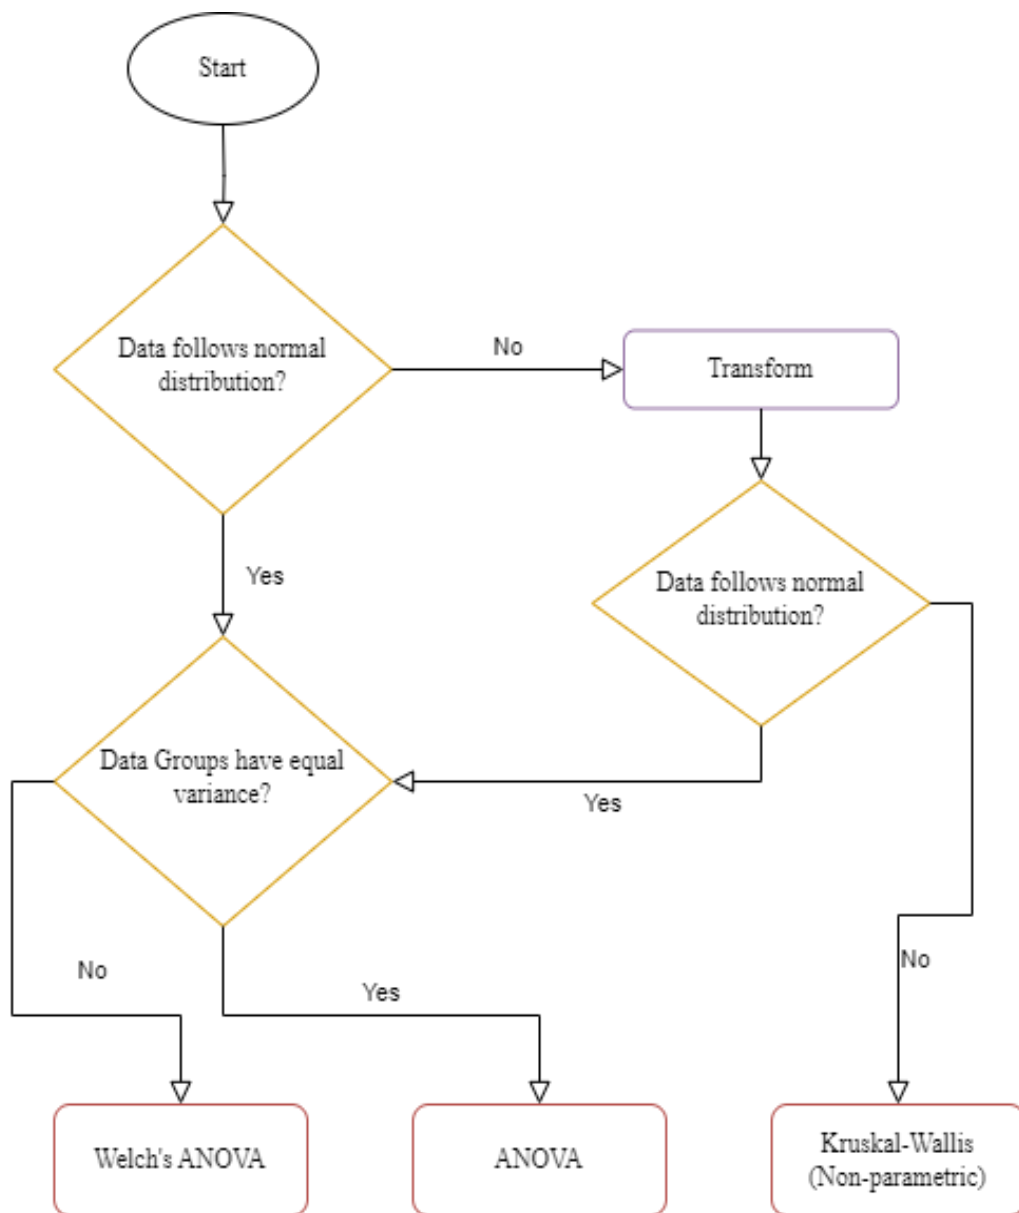 Start
Data follows normal
distribution?
No
Transform
Yes
Data follows normal
distribution?
Data Groups have equal
variance?
Yes
No
Yes
No
Welch's ANOVA
ANOVA
Kruskal-Wallis
(Non-parametric)